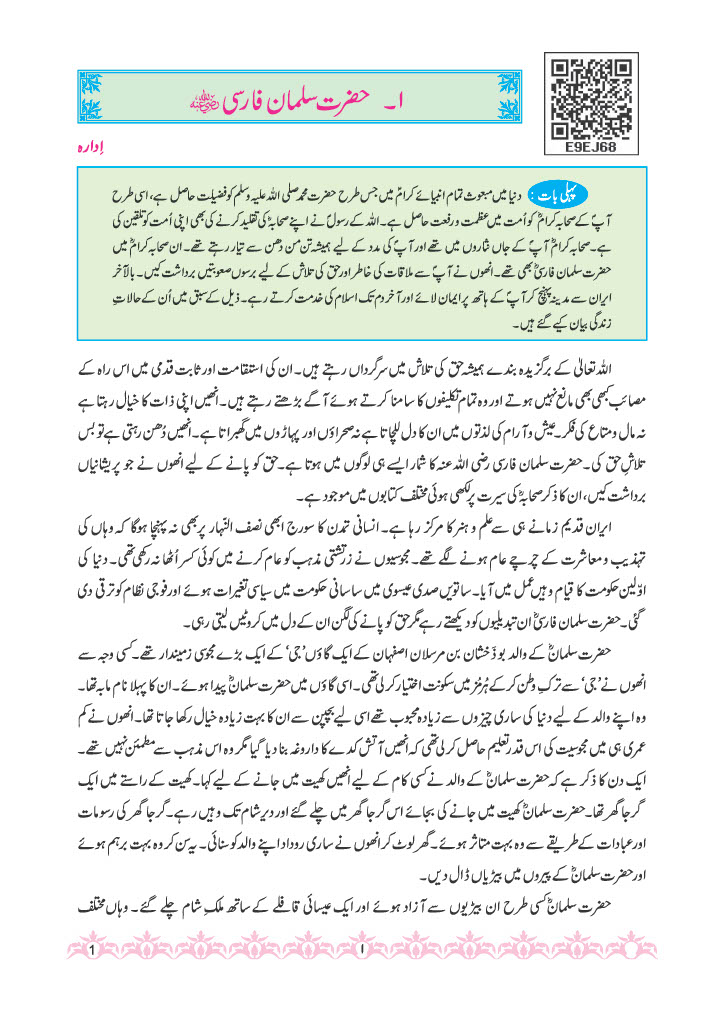 ۱۔ حضرت سلمان فارسی رضی اللہ عنہ
E9EJ68
اِدارہ
پہلی بات : دنیا میں مبعوث تمام انبیائے کرامؑ میں جس طرح حضرت محمد صلی اللہ علیہ وسلم کو فضیلت حاصل ہے، اسی طرح
آپؐ کے صحابہ کرامؓ کو اُمت میں عظمت و رفعت حاصل ہے۔ اللہ کے رسولؐ نے اپنے صحابہؓ کی تقلید کرنے کی بھی اپنی اُمت کو تلقین کی
ہے۔ صحابہ کرامؓ آپؐ کے جاں نثاروں میں تھے اور آپؐ کی مدد کے لیے ہمیشہ تن من دھن سے تیار رہتے تھے۔ ان صحابہ کرامؓ میں
حضرت سلمان فارسیؓ بھی تھے۔ انھوں نے آپؐ سے ملاقات کی خاطر اور حق کی تلاش کے لیے برسوں صعوبتیں برداشت کیں۔ بالآخر
ایران سے مدینہ پہنچ کر آپؐ کے ہاتھ پر ایمان لائے اور آخر دم تک اسلام کی خدمت کرتے رہے۔ ذیل کے سبق میں اُن کے حالاتِ
زندگی بیان کیے گئے ہیں۔
اللہ تعالیٰ کے برگزیدہ بندے ہمیشہ حق کی تلاش میں سرگرداں رہتے ہیں۔ ان کی استقامت اور ثابت قدمی میں اس راہ کے
مصائب کبھی بھی مانع نہیں ہوتے اور وہ تمام تکلیفوں کا سامنا کرتے ہوئے آگے بڑھتے رہتے ہیں۔ انھیں اپنی ذات کا خیال رہتا ہے
نہ مال و متاع کی فکر۔ عیش و آرام کی لذتوں میں ان کا دل للچاتا ہے نہ صحراؤں اور پہاڑوں میں گھبراتا ہے۔ انھیں دُھن رہتی ہے تو بس
تلاشِ حق کی۔ حضرت سلمان فارسی رضی اللہ عنہ کا شمار ایسے ہی لوگوں میں ہوتا ہے۔ حق کو پانے کے لیے انھوں نے جو پریشانیاں
برداشت کیں، ان کا ذکر صحابہؓ کی سیرت پر لکھی ہوئی مختلف کتابوں میں موجود ہے۔
ایران قدیم زمانے ہی سے علم و ہنر کا مرکز رہا ہے۔ انسانی تمدن کا سورج ابھی نصف النّہار پر بھی نہ پہنچا ہوگا کہ وہاں کی
تہذیب و معاشرت کے چرچے عام ہونے لگے تھے۔ مجوسیوں نے زرتشتی مذہب کو عام کرنے میں کوئی کسر اُٹھا نہ رکھی تھی۔ دنیا کی
اوّلین حکومت کا قیام وہیں عمل میں آیا۔ ساتویں صدی عیسوی میں ساسانی حکومت میں سیاسی تغیرات ہوئے اور فوجی نظام کو ترقی دی
گئی۔ حضرت سلمان فارسیؓ ان تبدیلیوں کو دیکھتے رہے مگر حق کو پانے کی لگن ان کے دل میں کروٹیں لیتی رہی۔
حضرت سلمانؓ کے والد بوذخشان بن مرسلان اصفہان کے ایک گاؤں ’جی‘ کے ایک بڑے مجوسی زمیندار تھے۔ کسی وجہ سے
انھوں نے ’جی‘ سے ترکِ وطن کرکے ہُرمُز میں سکونت اختیار کر لی تھی۔ اسی گاؤں میں حضرت سلمانؓ پیدا ہوئے۔ ان کا پہلا نام مابہ تھا۔
وہ اپنے والد کے لیے دنیا کی ساری چیزوں سے زیادہ محبوب تھے اسی لیے بچپن سے ان کا بہت زیادہ خیال رکھا جاتا تھا۔ انھوں نے کم
عمری ہی میں مجوسیت کی اس قدر تعلیم حاصل کر لی تھی کہ انھیں آتش کدے کا داروغہ بنا دیا گیا مگر وہ اس مذہب سے مطمئن نہیں تھے۔
ایک دن کا ذکر ہے کہ حضرت سلمانؓ کے والد نے کسی کام کے لیے انھیں کھیت میں جانے کے لیے کہا۔ کھیت کے راستے میں ایک
گرجا گھر تھا۔ حضرت سلمانؓ کھیت میں جانے کی بجائے اس گرجا گھر میں چلے گئے اور دیر شام تک وہیں رہے۔ گرجا گھر کی رسومات
اور عبادات کے طریقے سے وہ بہت متاثر ہوئے۔ گھر لوٹ کر انھوں نے ساری روداد اپنے والد کو سنائی۔ یہ سن کر وہ بہت برہم ہوئے
اور حضرت سلمانؓ کے پیروں میں بیڑیاں ڈال دیں۔
حضرت سلمانؓ کسی طرح ان بیڑیوں سے آزاد ہوئے اور ایک عیسائی قافلے کے ساتھ ملکِ شام چلے گئے۔ وہاں مختلف
۱
1